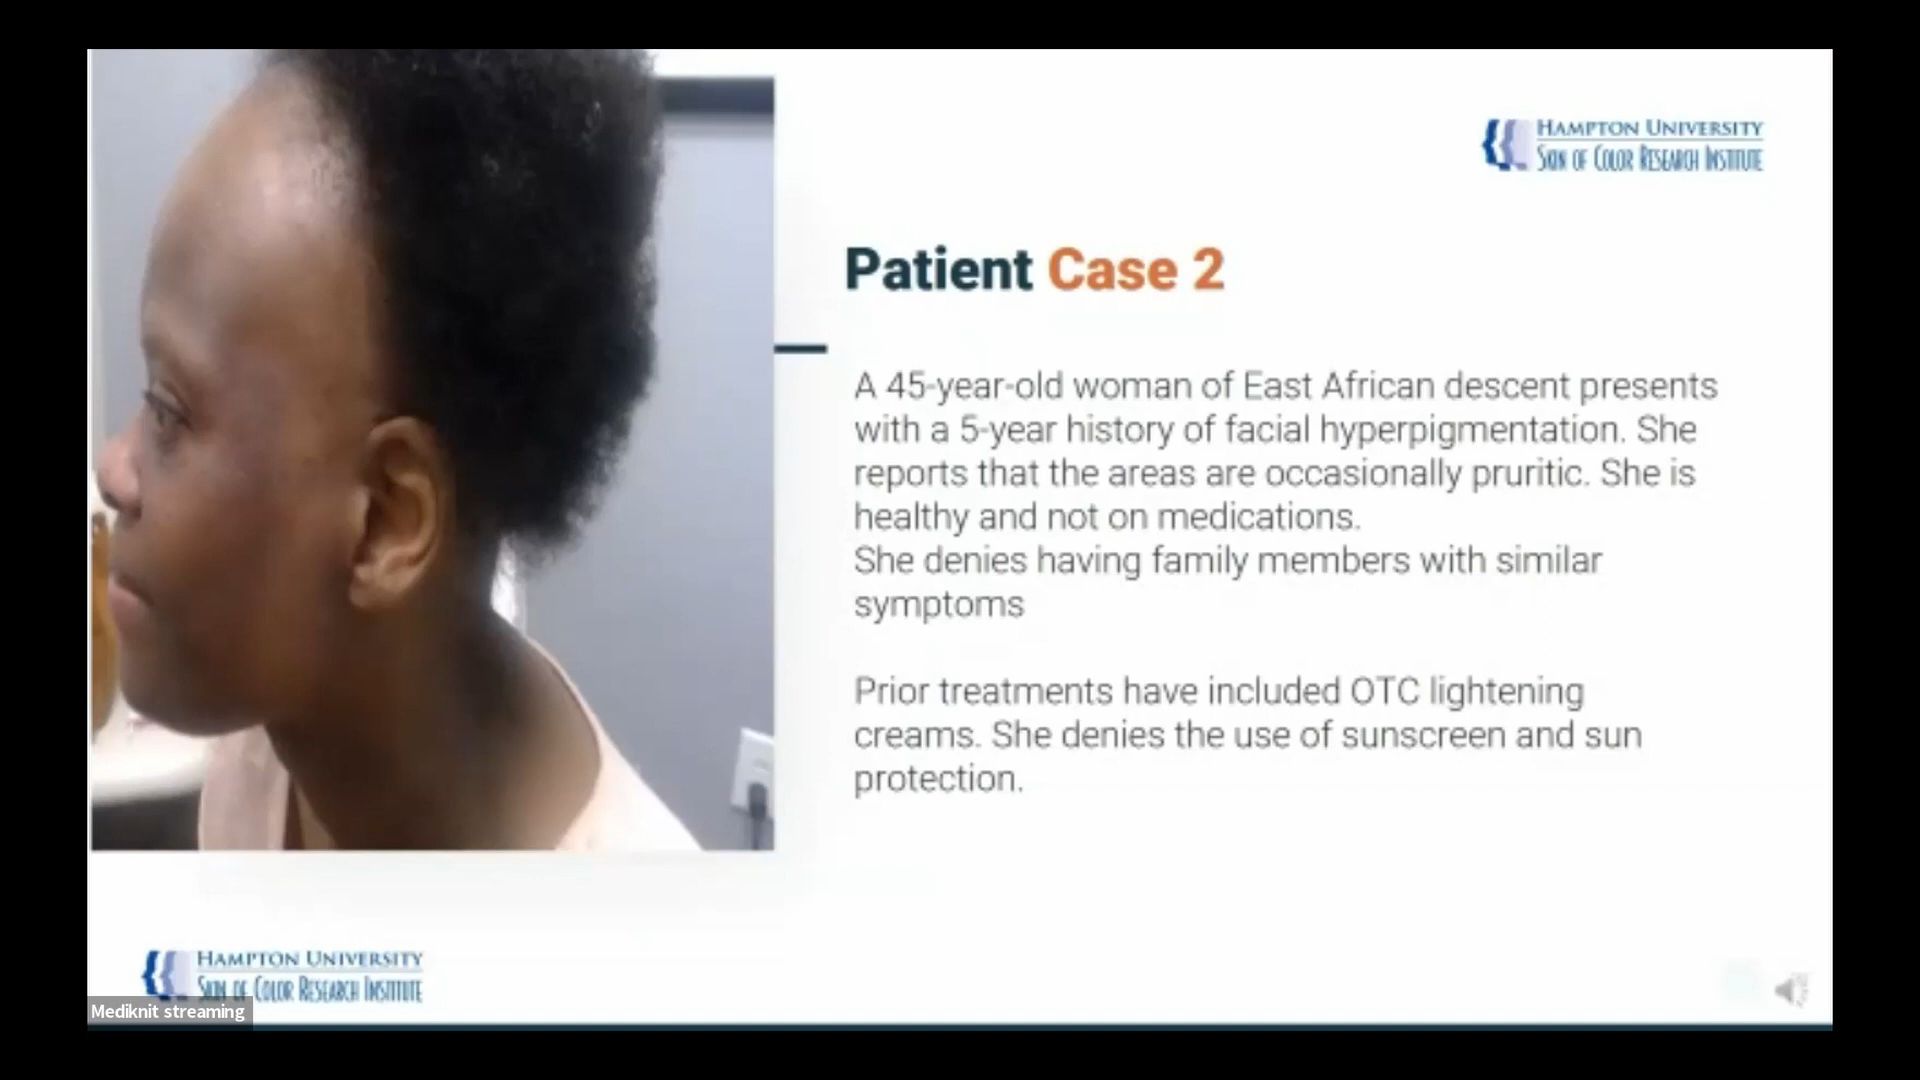 HAMPTON UNIVERSITY
SKIN OF COLOR RESEARCH INSTITUTE
Patient Case 2
A 45-year-old woman of East African descent presents
with a 5-year history of facial hyperpigmentation. She
reports that the areas are occasionally pruritic. She is
healthy and not on medications.
She denies having family members with similar
symptoms
Prior treatments have included OTC lightening
creams. She denies the use of sunscreen and sun
protection.
HAMPTON UNIVERSITY
SKIN OF COLOR RESEARCH INSTITUTE
Mediknit streaming